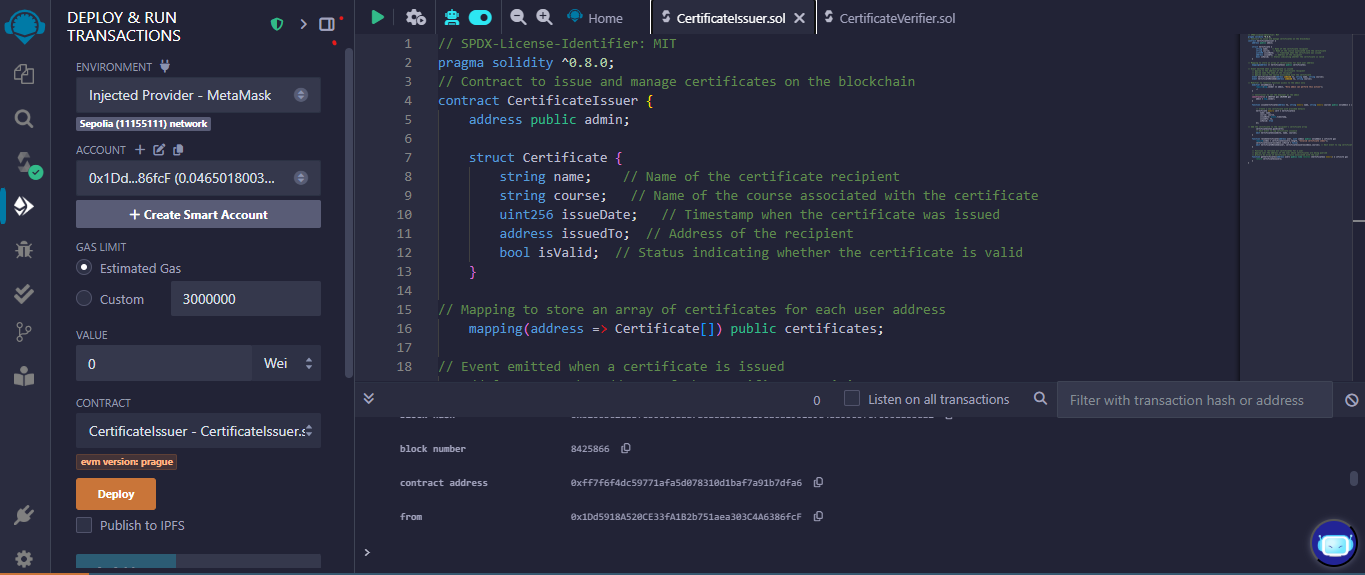 DEPLOY & RUN
TRANSACTIONS
ENVIRONMENT
Injected Provider - MetaMask
Sepolia (11155111) network
ACCOUNT
0x1Dd...86fcF (0.0465018003...
+ Create Smart Account
GAS LIMIT
Estimated Gas
Custom
3000000
VALUE
0
Wei
CONTRACT
CertificateIssuer - CertificateIssuer.s
evm version: prague
Deploy
Publish to IPFS
Home
CertificateIssuer.sol
CertificateVerifier.sol
1 // SPDX-License-Identifier: MIT
2 pragma solidity ^0.8.0;
3 // Contract to issue and manage certificates on the blockchain
4 contract CertificateIssuer {
5 address public admin;
6
7 struct Certificate {
8 string name; // Name of the certificate recipient
9 string course; // Name of the course associated with the certificate
10 uint256 issueDate; // Timestamp when the certificate was issued
11 address issuedTo; // Address of the recipient
12 bool isValid; // Status indicating whether the certificate is valid
13 }
14
15 // Mapping to store an array of certificates for each user address
16 mapping(address => Certificate[]) public certificates;
17
18 // Event emitted when a certificate is issued
0
Listen on all transactions
Filter with transaction hash or address
block number 8425866
contract address 0xff7f6f4dc59771afa5d078310d1baf7a91b7dfa6
from 0x1Dd5918A520CE33fA1B2b751aea303C4A6386fcF
>